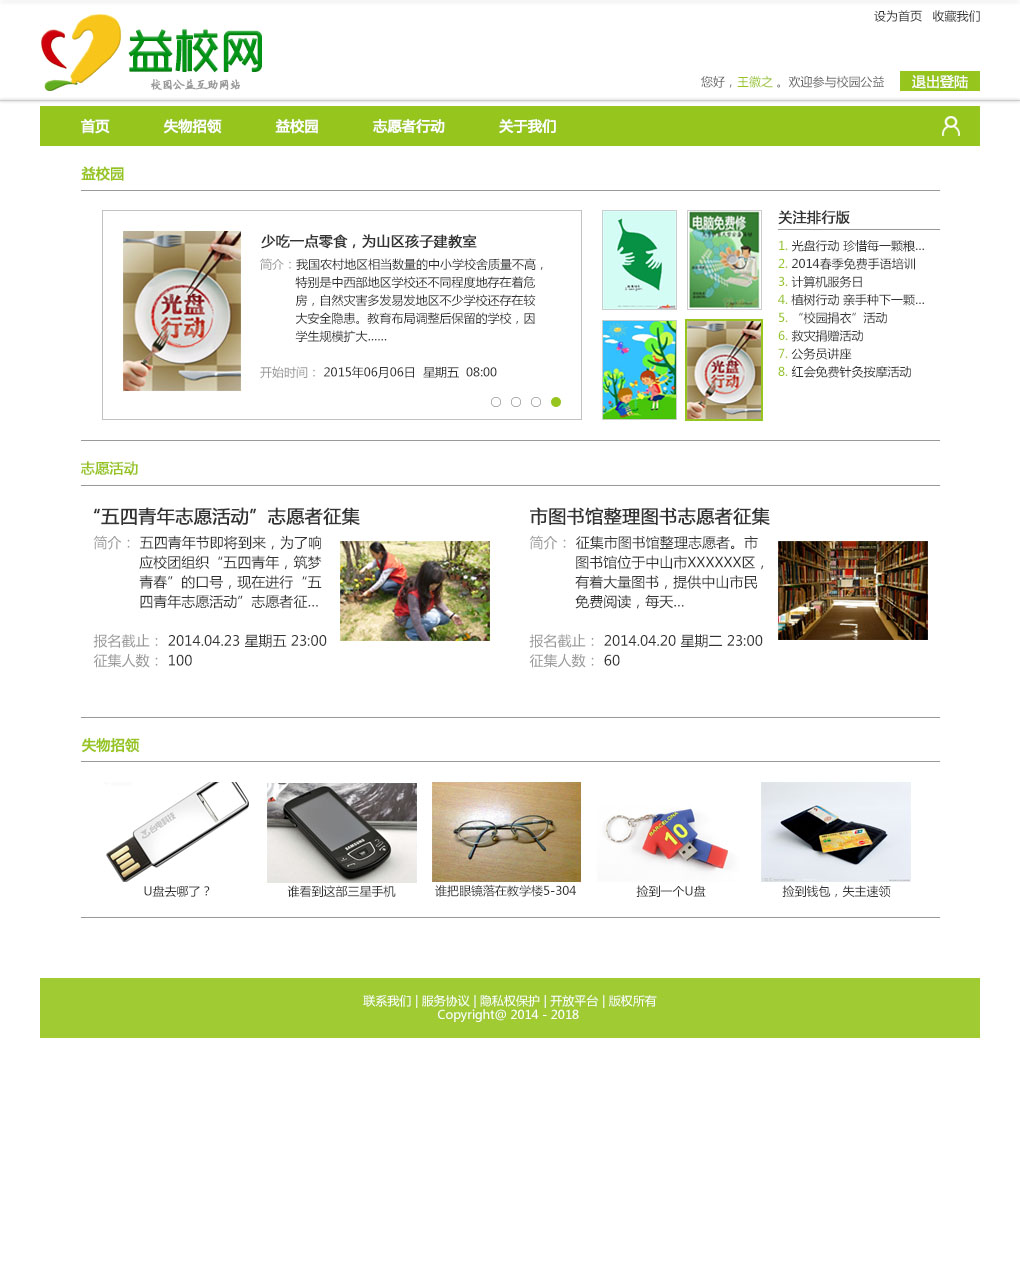 设为首页 收藏我们
益校网
校园公益互助网站
您好，王徽之 。欢迎参与校园公益 退出登陆
首页 失物招领 益校园 志愿者行动 关于我们
益校园
光盘
行动
少吃一点零食，为山区孩子建教室
简介：我国农村地区相当数量的中小学校舍质量不高，
特别是中西部地区学校还不同程度地存在着危
房，自然灾害多发易发地区不少学校还存在较
大安全隐患。教育布局调整后保留的学校，因
学生规模扩大......
开始时间： 2015年06月06日 星期五 08:00
电脑免费修
光盘
行动
关注排行版
1. 光盘行动 珍惜每一颗粮...
2. 2014春季免费手语培训
3. 计算机服务日
4. 植树行动 亲手种下一颗...
5. “校园捐衣”活动
6. 救灾捐赠活动
7. 公务员讲座
8. 红会免费针灸按摩活动
志愿活动
“五四青年志愿活动”志愿者征集
简介： 五四青年节即将到来，为了响
应校团组织“五四青年，筑梦
青春”的口号，现在进行“五
四青年志愿活动”志愿者征...
报名截止： 2014.04.23 星期五 23:00
征集人数： 100
市图书馆整理图书志愿者征集
简介： 征集市图书馆整理志愿者。市
图书馆位于中山市XXXXXX区，
有着大量图书，提供中山市民
免费阅读，每天...
报名截止： 2014.04.20 星期二 23:00
征集人数： 60
失物招领
台电科技
SAMSUNG
BARCELONA
10
U盘去哪了？
谁看到这部三星手机
谁把眼镜落在教学楼5-304
捡到一个U盘
捡到钱包，失主速领
联系我们 | 服务协议 | 隐私权保护 | 开放平台 | 版权所有
Copyright@ 2014 - 2018